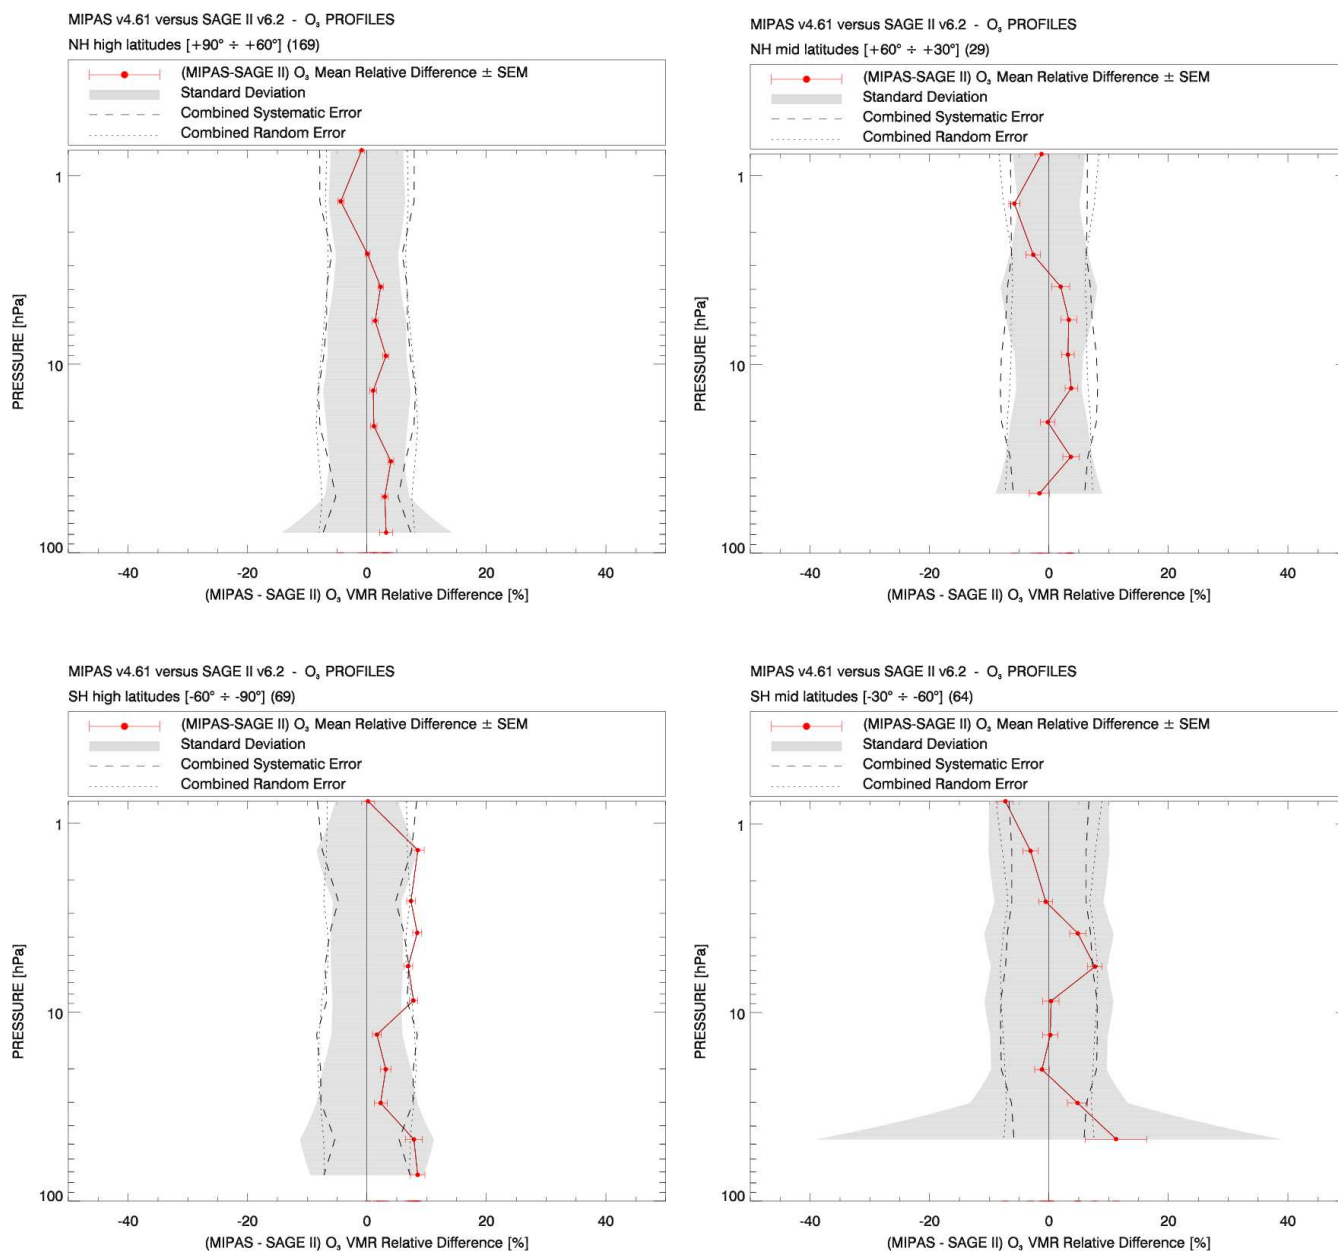 MIPAS v4.61 versus SAGE II v6.2 - O₃ PROFILES
NH high latitudes [+90° ÷ +60°] (169)
(MIPAS-SAGE II) O₃ Mean Relative Difference ± SEM
Standard Deviation
Combined Systematic Error
Combined Random Error
1
10
100
PRESSURE [hPa]
-40 -20 0 20 40
(MIPAS - SAGE II) O₃ VMR Relative Difference [%]
MIPAS v4.61 versus SAGE II v6.2 - O₃ PROFILES
NH mid latitudes [+60° ÷ +30°] (29)
(MIPAS-SAGE II) O₃ Mean Relative Difference ± SEM
Standard Deviation
Combined Systematic Error
Combined Random Error
1
10
100
PRESSURE [hPa]
-40 -20 0 20 40
(MIPAS - SAGE II) O₃ VMR Relative Difference [%]
MIPAS v4.61 versus SAGE II v6.2 - O₃ PROFILES
SH high latitudes [-60° ÷ -90°] (69)
(MIPAS-SAGE II) O₃ Mean Relative Difference ± SEM
Standard Deviation
Combined Systematic Error
Combined Random Error
1
10
100
PRESSURE [hPa]
-40 -20 0 20 40
(MIPAS - SAGE II) O₃ VMR Relative Difference [%]
MIPAS v4.61 versus SAGE II v6.2 - O₃ PROFILES
SH mid latitudes [-30° ÷ -60°] (64)
(MIPAS-SAGE II) O₃ Mean Relative Difference ± SEM
Standard Deviation
Combined Systematic Error
Combined Random Error
1
10
100
PRESSURE [hPa]
-40 -20 0 20 40
(MIPAS - SAGE II) O₃ VMR Relative Difference [%]